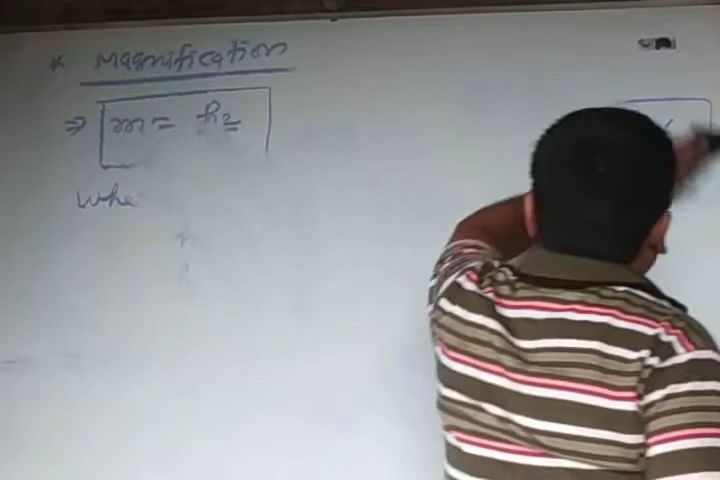 * Magnification
⇒ m = h₂
Whe